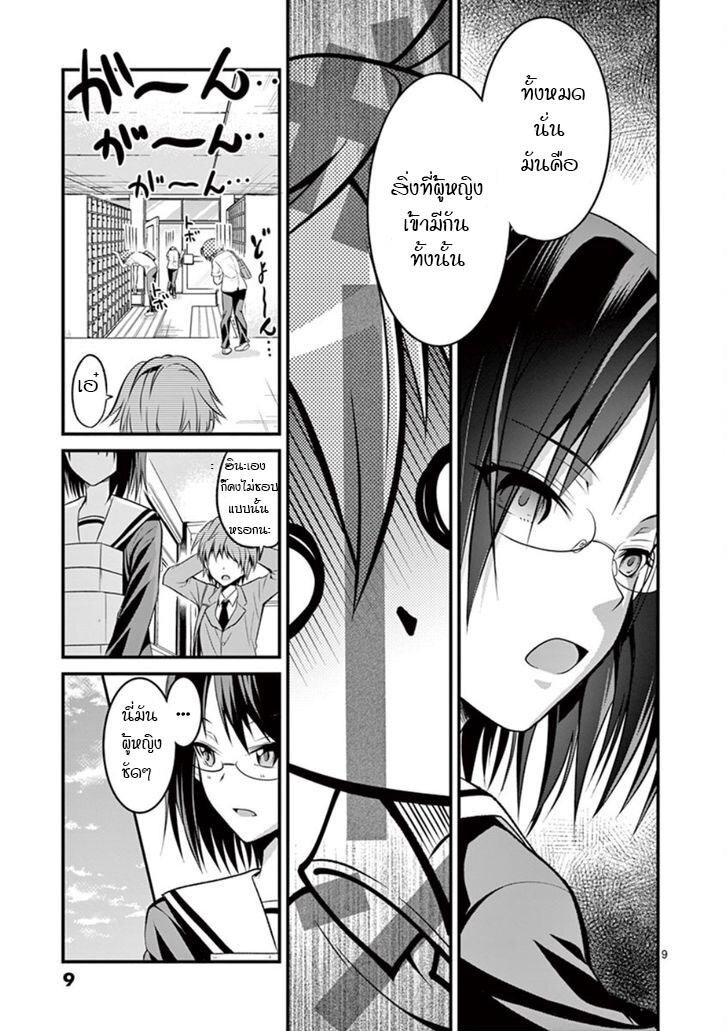 ทั้งหมด
นั่น
มันคือ
สิ่งที่ผู้หญิง
เข้ามีกัน
ทั้งนั้น
が～ん…
が～ん…
が～ん…
トボ
トボ
どよ～ん…
เอ๋
อินะเอง
ก็คงไม่ชอบ
แบบนั้น
หรอกนะ
…
นี่มัน
ผู้หญิง
ชัดๆ
9
9